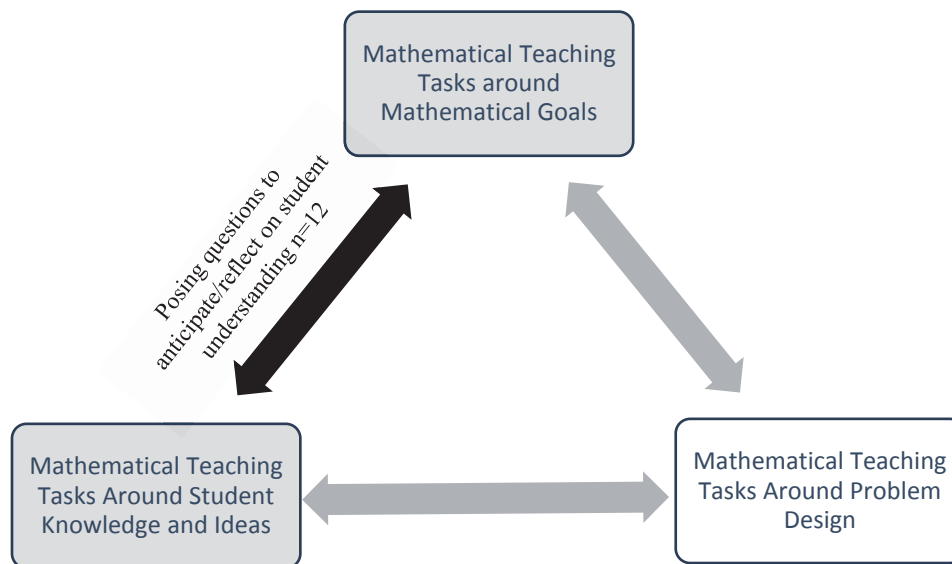 Mathematical Teaching
Tasks around
Mathematical Goals
Posing questions to
anticipate/reflect on student
understanding n=12
Mathematical Teaching
Tasks Around Student
Knowledge and Ideas
Mathematical Teaching
Tasks Around Problem
Design